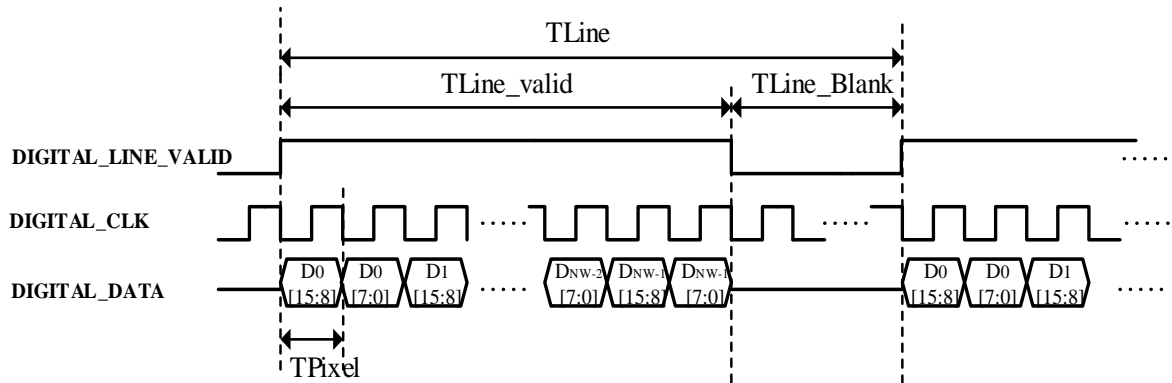 TLine
TLine_valid TLine_Blank
DIGITAL_LINE_VALID .....
DIGITAL_CLK ..... ..... .....
DIGITAL_DATA D0 [15:8] D0 [7:0] D1 [15:8] ..... DNW-2 [7:0] DNW-1 [15:8] DNW-1 [7:0] D0 [15:8] D0 [7:0] D1 [15:8] .....
TPixel